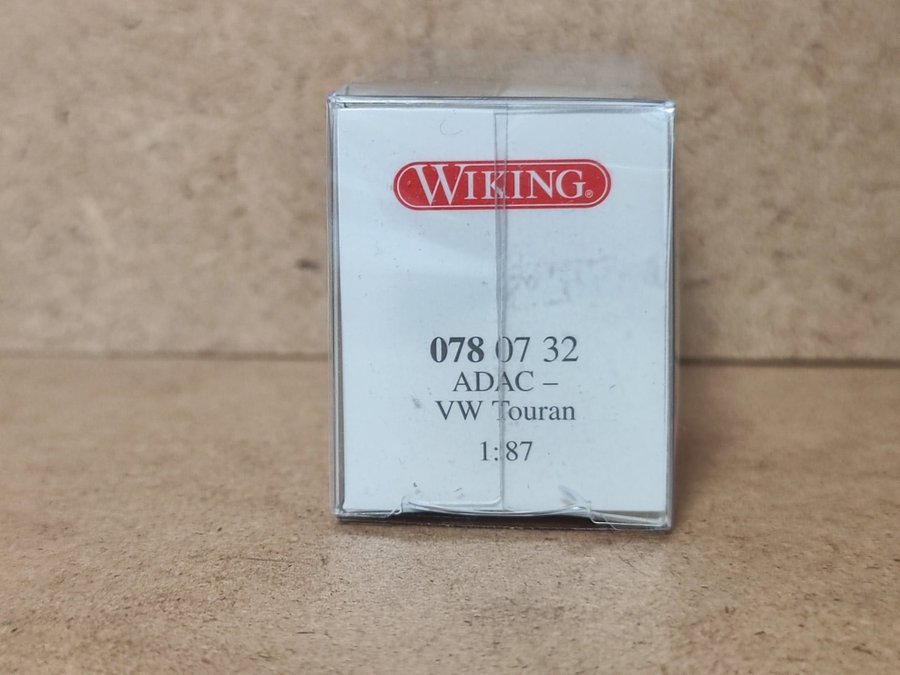 WIKING®
078 07 32
ADAC –
VW Touran
1:87